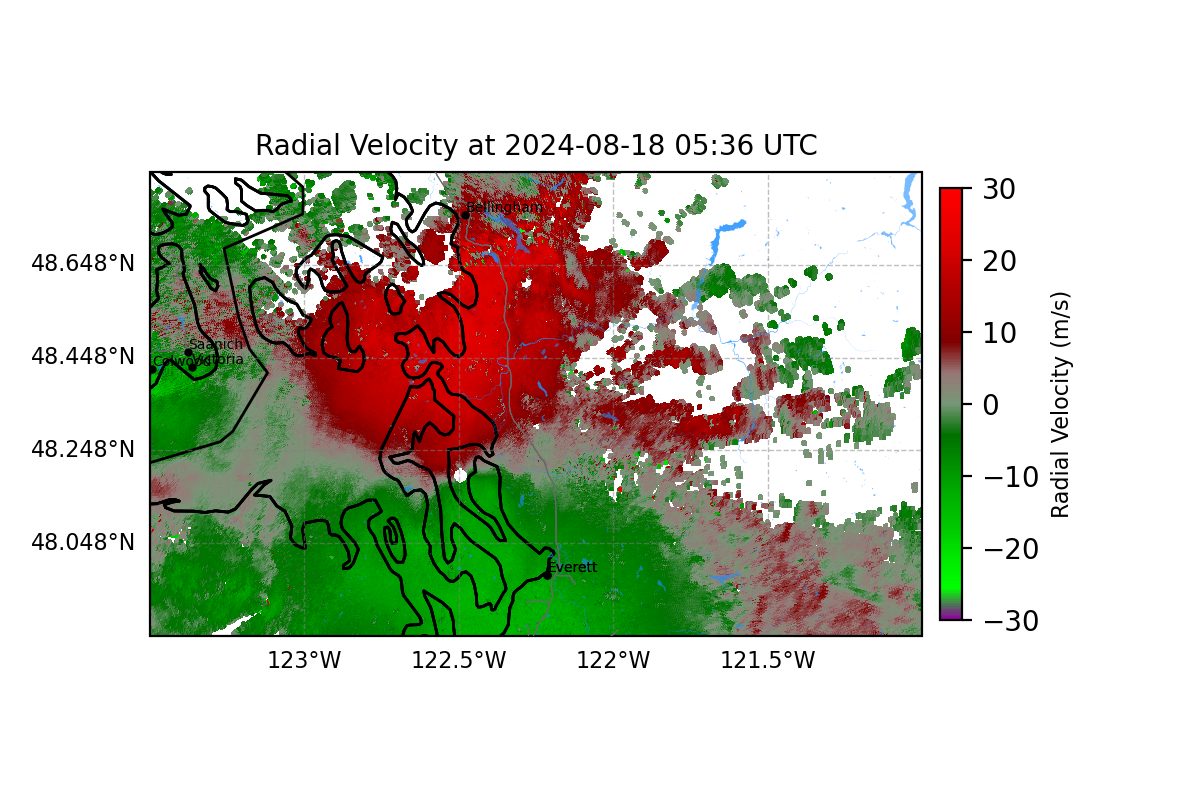 Radial Velocity at 2024-08-18 05:36 UTC
30
20
10
0
−10
−20
−30
Radial Velocity (m/s)
48.648°N
48.448°N
48.248°N
48.048°N
Bellingham
Saanich
Everett
123°W
122.5°W
122°W
121.5°W